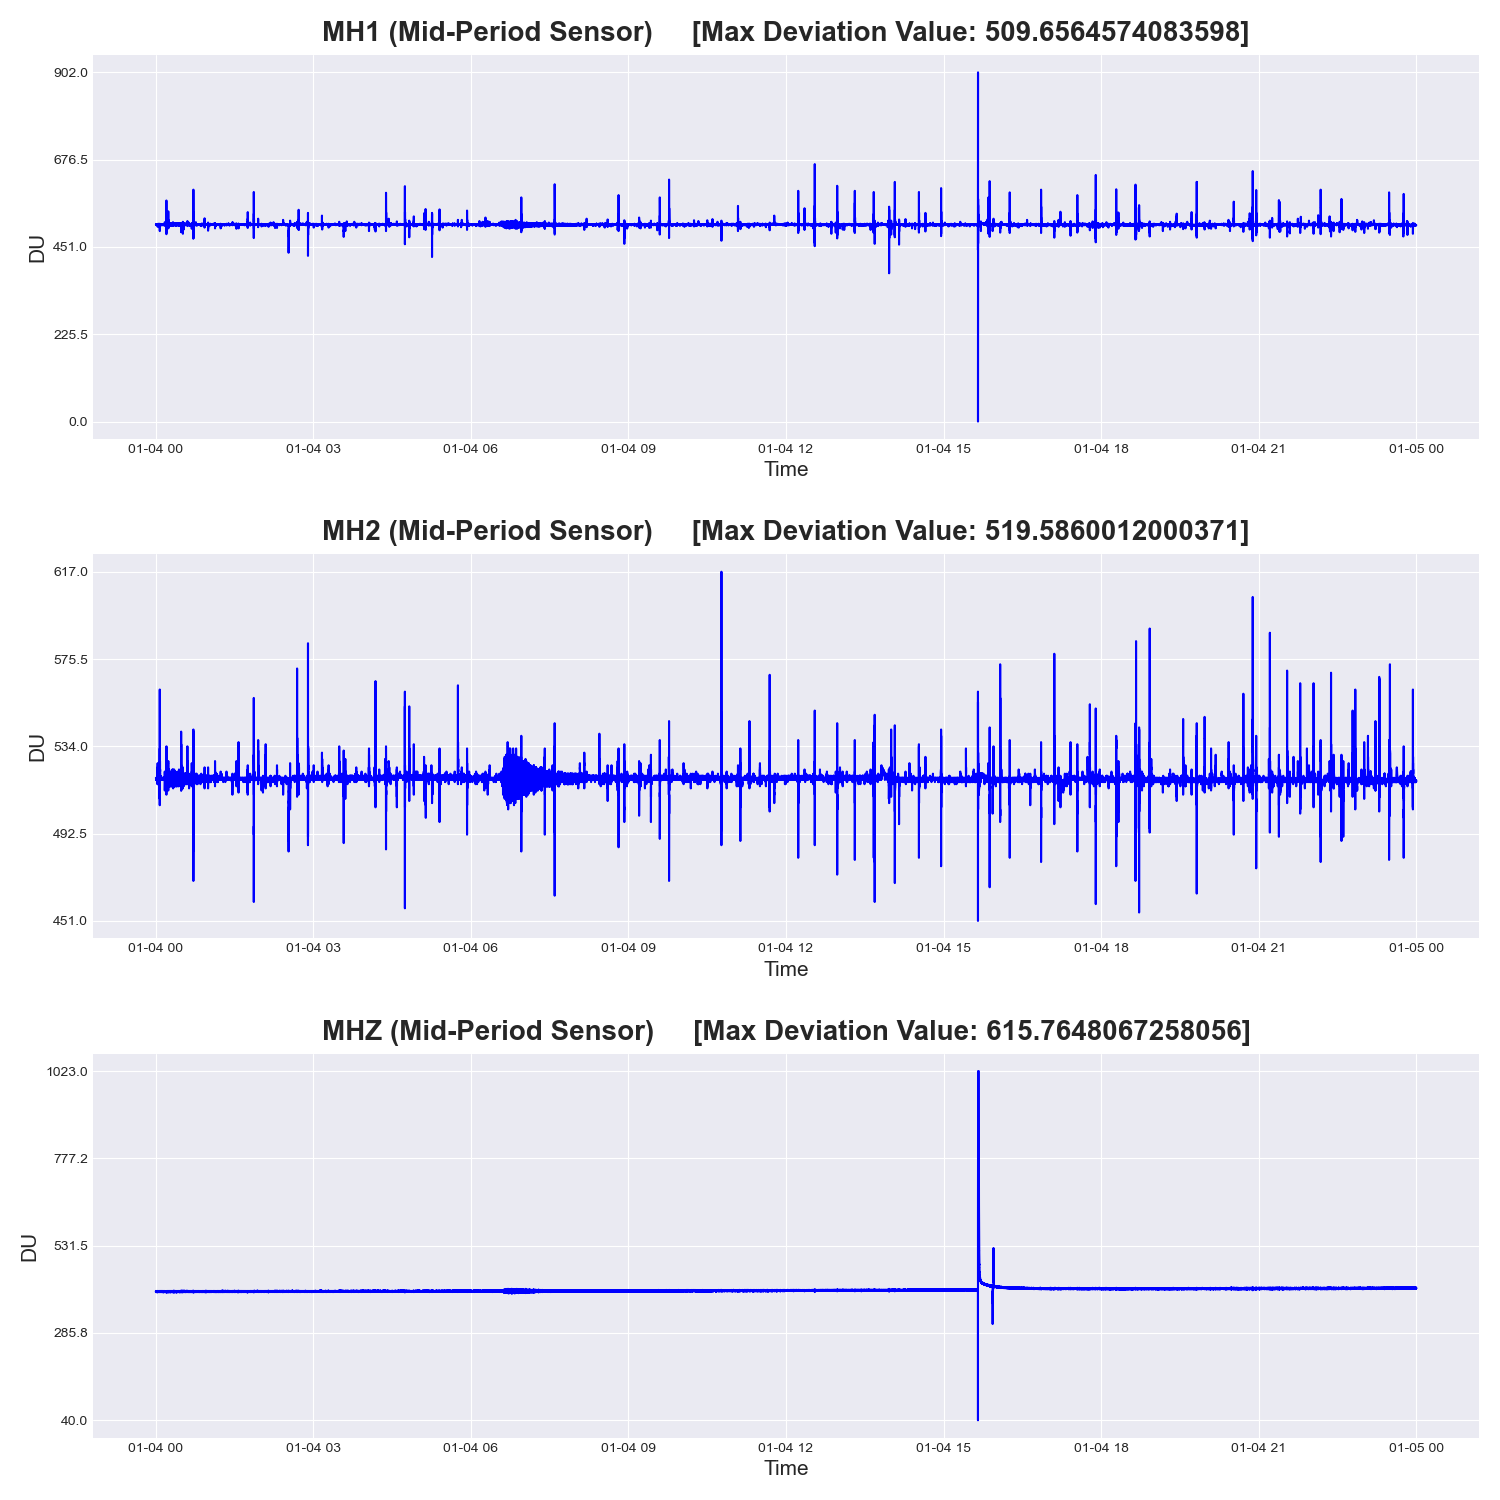 MH1 (Mid-Period Sensor) [Max Deviation Value: 509.6564574083598]
902.0
676.5
451.0
225.5
0.0
DU
01-04 00 01-04 03 01-04 06 01-04 09 01-04 12 01-04 15 01-04 18 01-04 21 01-05 00
Time
MH2 (Mid-Period Sensor) [Max Deviation Value: 519.5860012000371]
617.0
575.5
534.0
492.5
451.0
DU
01-04 00 01-04 03 01-04 06 01-04 09 01-04 12 01-04 15 01-04 18 01-04 21 01-05 00
Time
MHZ (Mid-Period Sensor) [Max Deviation Value: 615.7648067258056]
1023.0
777.2
531.5
285.8
40.0
DU
01-04 00 01-04 03 01-04 06 01-04 09 01-04 12 01-04 15 01-04 18 01-04 21 01-05 00
Time